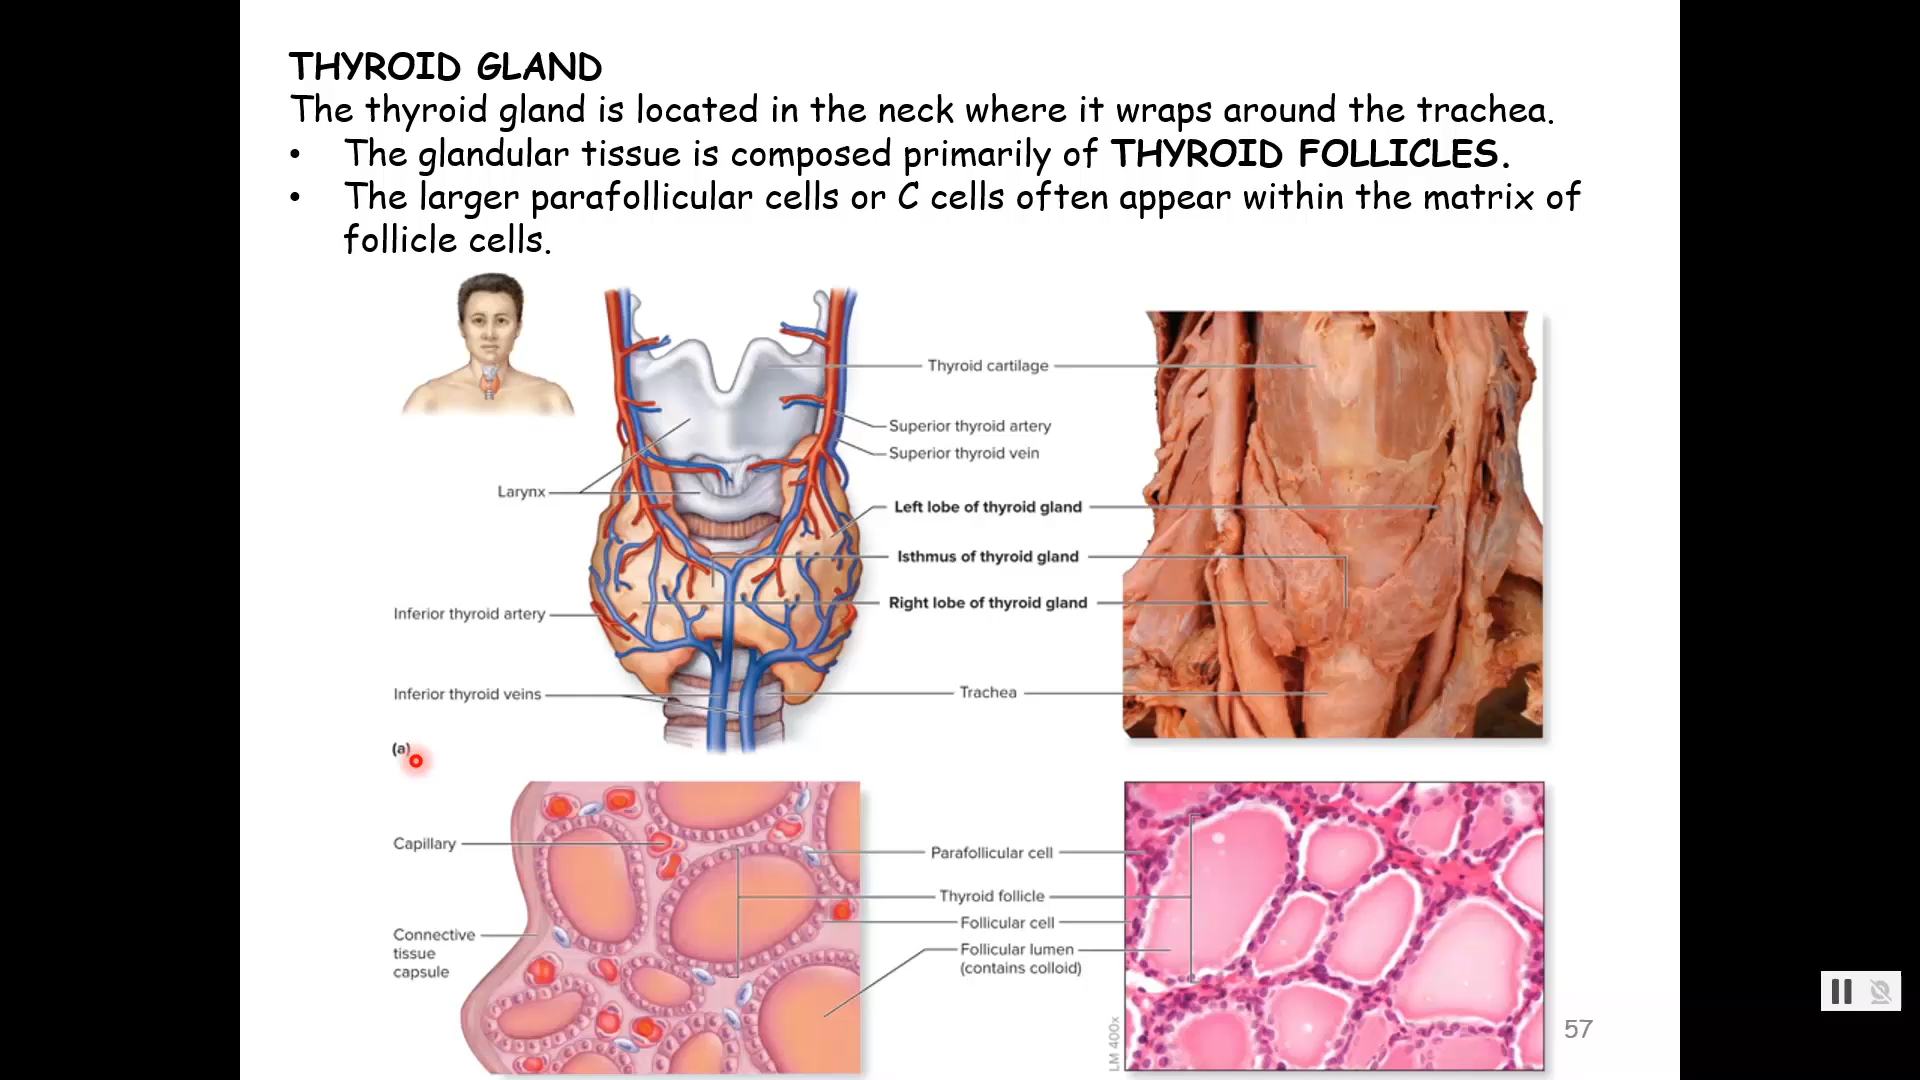 THYROID GLAND
The thyroid gland is located in the neck where it wraps around the trachea.
• The glandular tissue is composed primarily of THYROID FOLLICLES.
• The larger parafollicular cells or C cells often appear within the matrix of
follicle cells.
Thyroid cartilage
Superior thyroid artery
Superior thyroid vein
Larynx
Left lobe of thyroid gland
Isthmus of thyroid gland
Right lobe of thyroid gland
Inferior thyroid artery
Inferior thyroid veins
Trachea
(a)
Capillary
Parafollicular cell
Thyroid follicle
Follicular cell
Connective
tissue
capsule
Follicular lumen
(contains colloid)
LM 400x
57